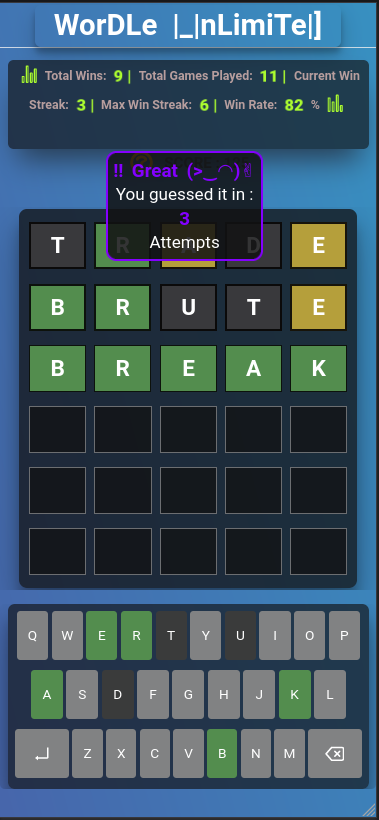 WorDLe |_|nLimiTe|]
Total Wins: 9 | Total Games Played: 11 | Current Win
Streak: 3 | Max Win Streak: 6 | Win Rate: 82 %
!! Great (>‿◠)✌
You guessed it in :
3
Attempts
T R D E
B R U T E
B R E A K
Q W E R T Y U I O P
A S D F G H J K L
Z X C V B N M